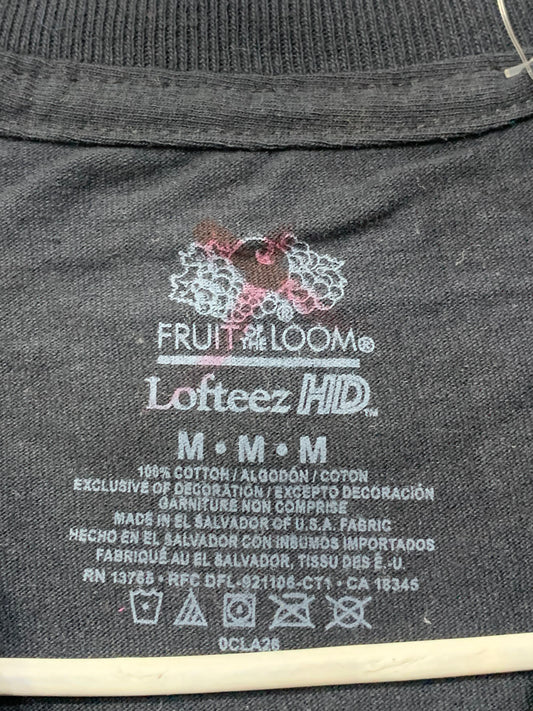 FRUIT OF THE LOOM®
Lofteez HD™
M • M • M
100% COTTON / ALGODÓN / COTON
EXCLUSIVE OF DECORATION / EXCEPTO DECORACIÓN
GARNITURE NON COMPRISE
MADE IN EL SALVADOR OF U.S.A. FABRIC
HECHO EN EL SALVADOR CON INSUMOS IMPORTADOS
FABRIQUÉ AU EL SALVADOR, TISSU DES É.-U.
RN 13765 • RFC DFL-921106-CT1 • CA 18345
0CLA26